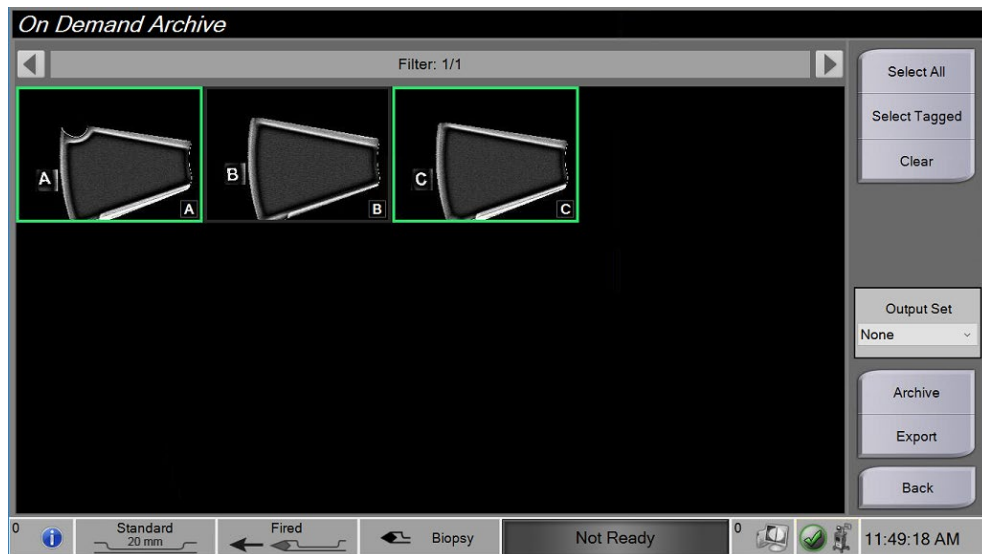 On Demand Archive
Filter: 1/1
Select All
Select Tagged
Clear
A
A
B
B
C
C
Output Set
None
Archive
Export
Back
0
Standard
20 mm
Fired
Biopsy
Not Ready
0
11:49:18 AM